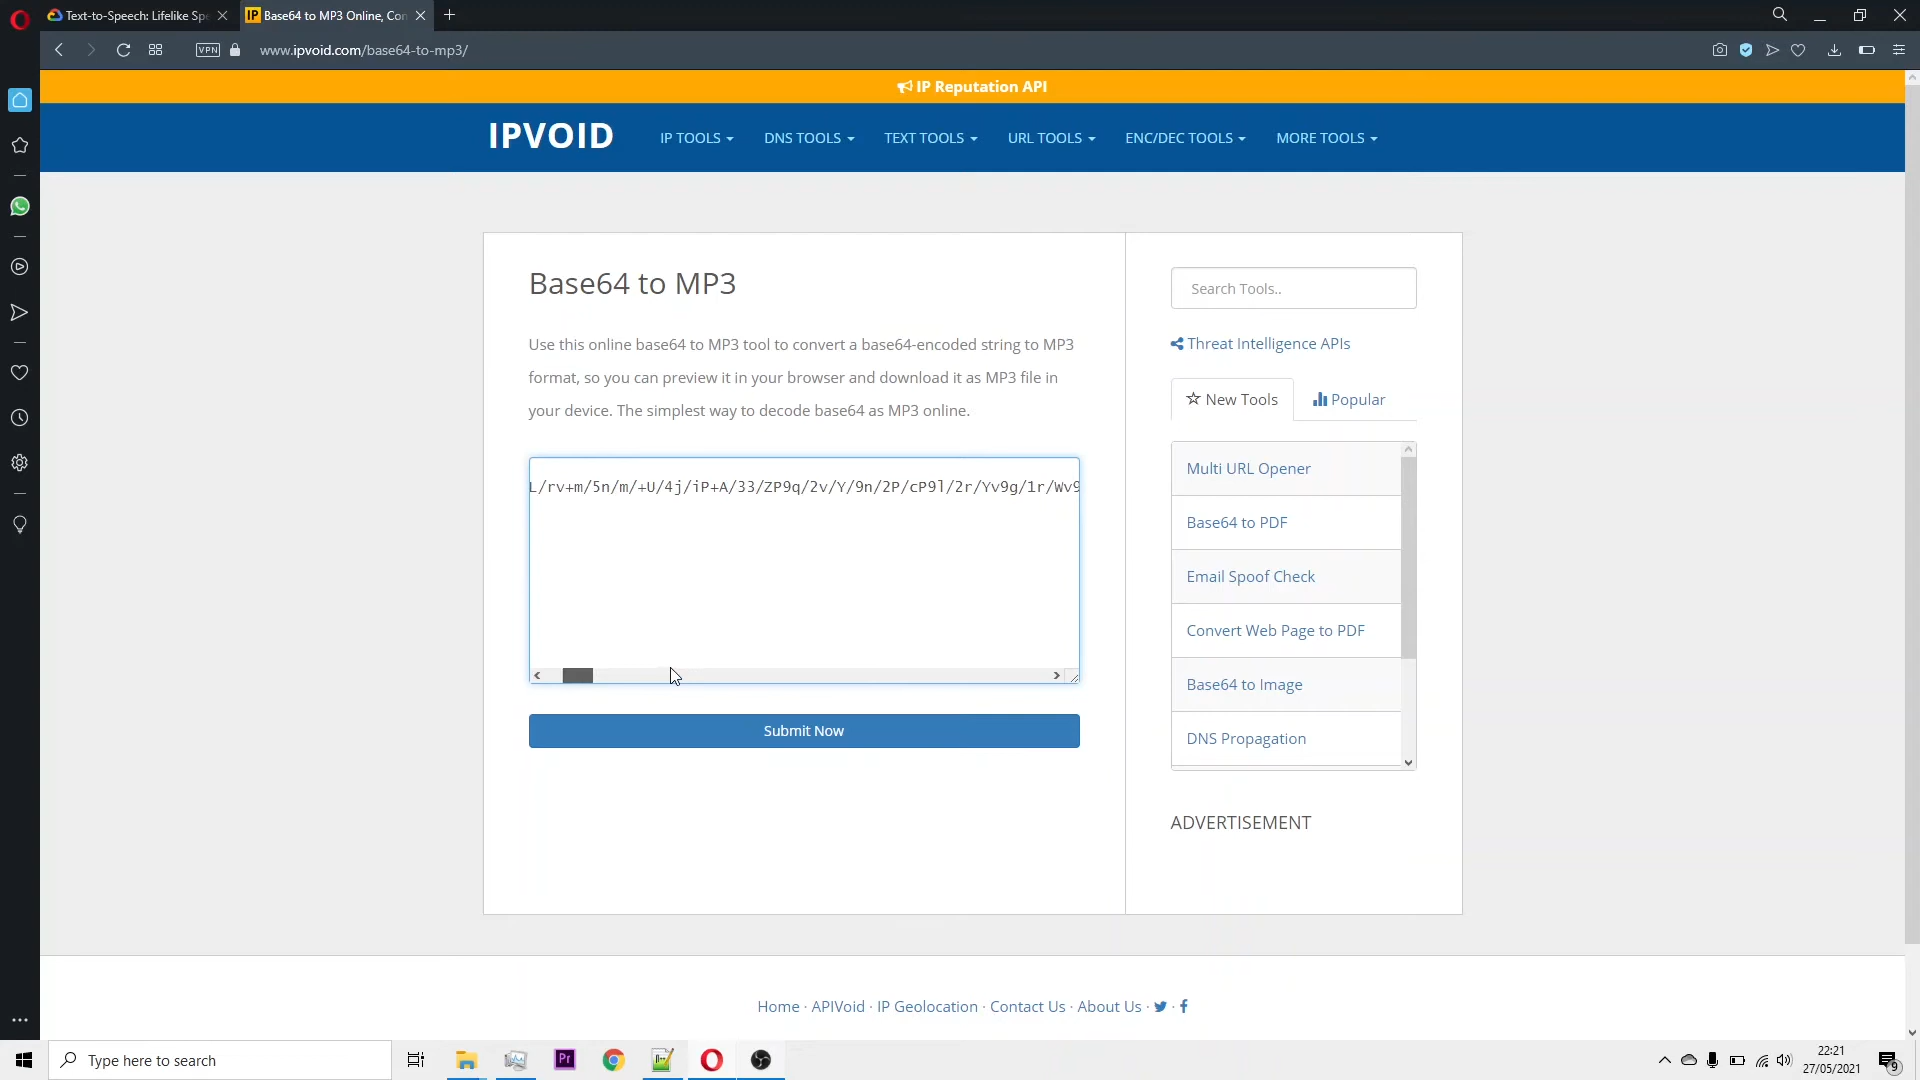 Text-to-Speech: Lifelike Spe
Base64 to MP3 Online, Con
VPN
www.ipvoid.com/base64-to-mp3/
IP Reputation API
IPVOID
IP TOOLS
DNS TOOLS
TEXT TOOLS
URL TOOLS
ENC/DEC TOOLS
MORE TOOLS
Base64 to MP3
Use this online base64 to MP3 tool to convert a base64-encoded string to MP3
format, so you can preview it in your browser and download it as MP3 file in
your device. The simplest way to decode base64 as MP3 online.
L/rv+m/5n/m/+U/4j/iP+A/33/ZP9q/2v/Y/9n/2P/cP9l/2r/Yv9g/1r/Wv9
Submit Now
Search Tools..
Threat Intelligence APIs
New Tools
Popular
Multi URL Opener
Base64 to PDF
Email Spoof Check
Convert Web Page to PDF
Base64 to Image
DNS Propagation
ADVERTISEMENT
Home · APIVoid · IP Geolocation · Contact Us · About Us ·
Type here to search
Pr
22:21
27/05/2021
9